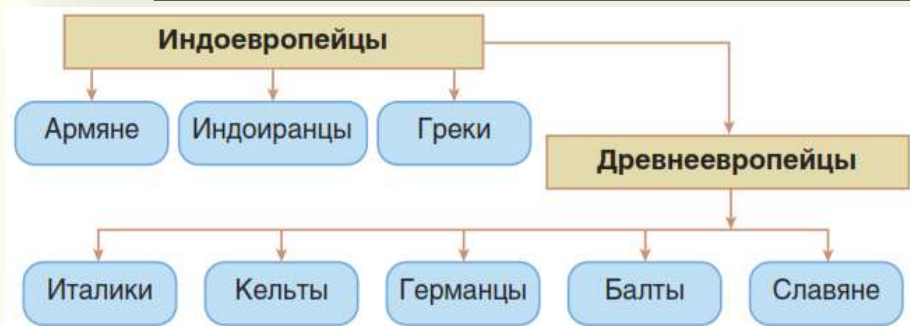 Индоевропейцы
Армяне
Индоиранцы
Греки
Древнеевропейцы
Италики
Кельты
Германцы
Балты
Славяне